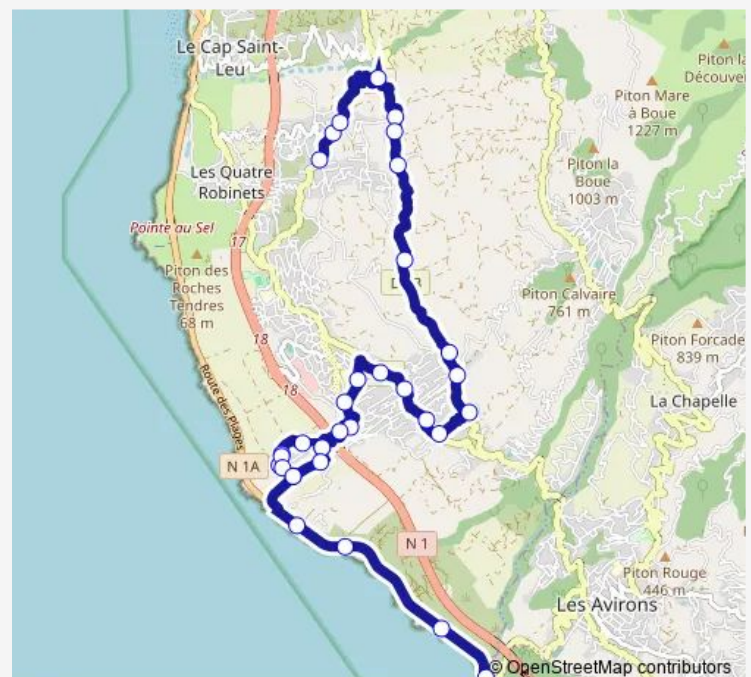 Le Cap Saint-
Leu
Piton la
Découver
Piton Mare
à Boue
1227 m
Piton la
Boue
1003 m
Les Quatre
Robinets
Pointe au Sel
17
Piton des
Roches
Tendres
68 m
Piton Calvaire
761 m
Piton Forcade
839 m
18
18
Route des Plages
La Chapelle
N 1A
N 1
Piton Rouge
446 m
Les Avirons
© OpenStreetMap contributors